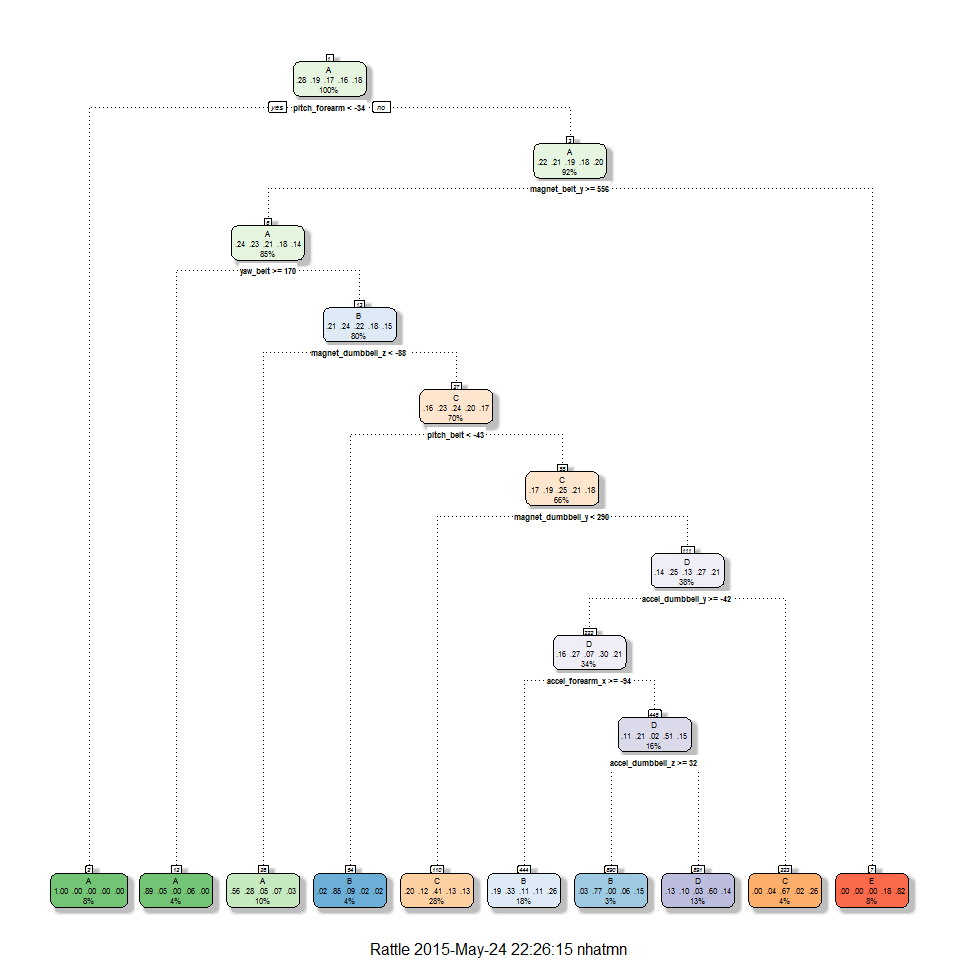 1
A
.28 .19 .17 .16 .18
100%
yes pitch_forearm < -34 no
3
A
.22 .21 .19 .18 .20
92%
magnet_belt_y >= 556
6
A
.24 .23 .21 .18 .14
85%
yaw_belt >= 170
13
B
.21 .24 .22 .18 .15
80%
magnet_dumbbell_z < -88
27
C
.16 .23 .24 .20 .17
70%
pitch_belt < -43
55
C
.17 .19 .25 .21 .18
66%
magnet_dumbbell_y < 290
111
D
.14 .25 .13 .27 .21
38%
accel_dumbbell_y >= -42
222
D
.16 .27 .07 .30 .21
34%
accel_forearm_x >= -94
445
D
.11 .21 .02 .51 .15
16%
accel_dumbbell_z >= 32
2 12 26 54 110 444 890 891 223 7
A A A B C B B D C E
1.00 .00 .00 .00 .00 .89 .05 .00 .06 .00 .56 .28 .05 .07 .03 .02 .85 .09 .02 .02 .20 .12 .41 .13 .13 .19 .33 .11 .11 .26 .03 .77 .00 .06 .15 .13 .10 .03 .60 .14 .00 .04 .67 .02 .26 .00 .00 .00 .18 .82
8% 4% 10% 4% 28% 18% 3% 13% 4% 8%
Rattle 2015-May-24 22:26:15 nhatmn